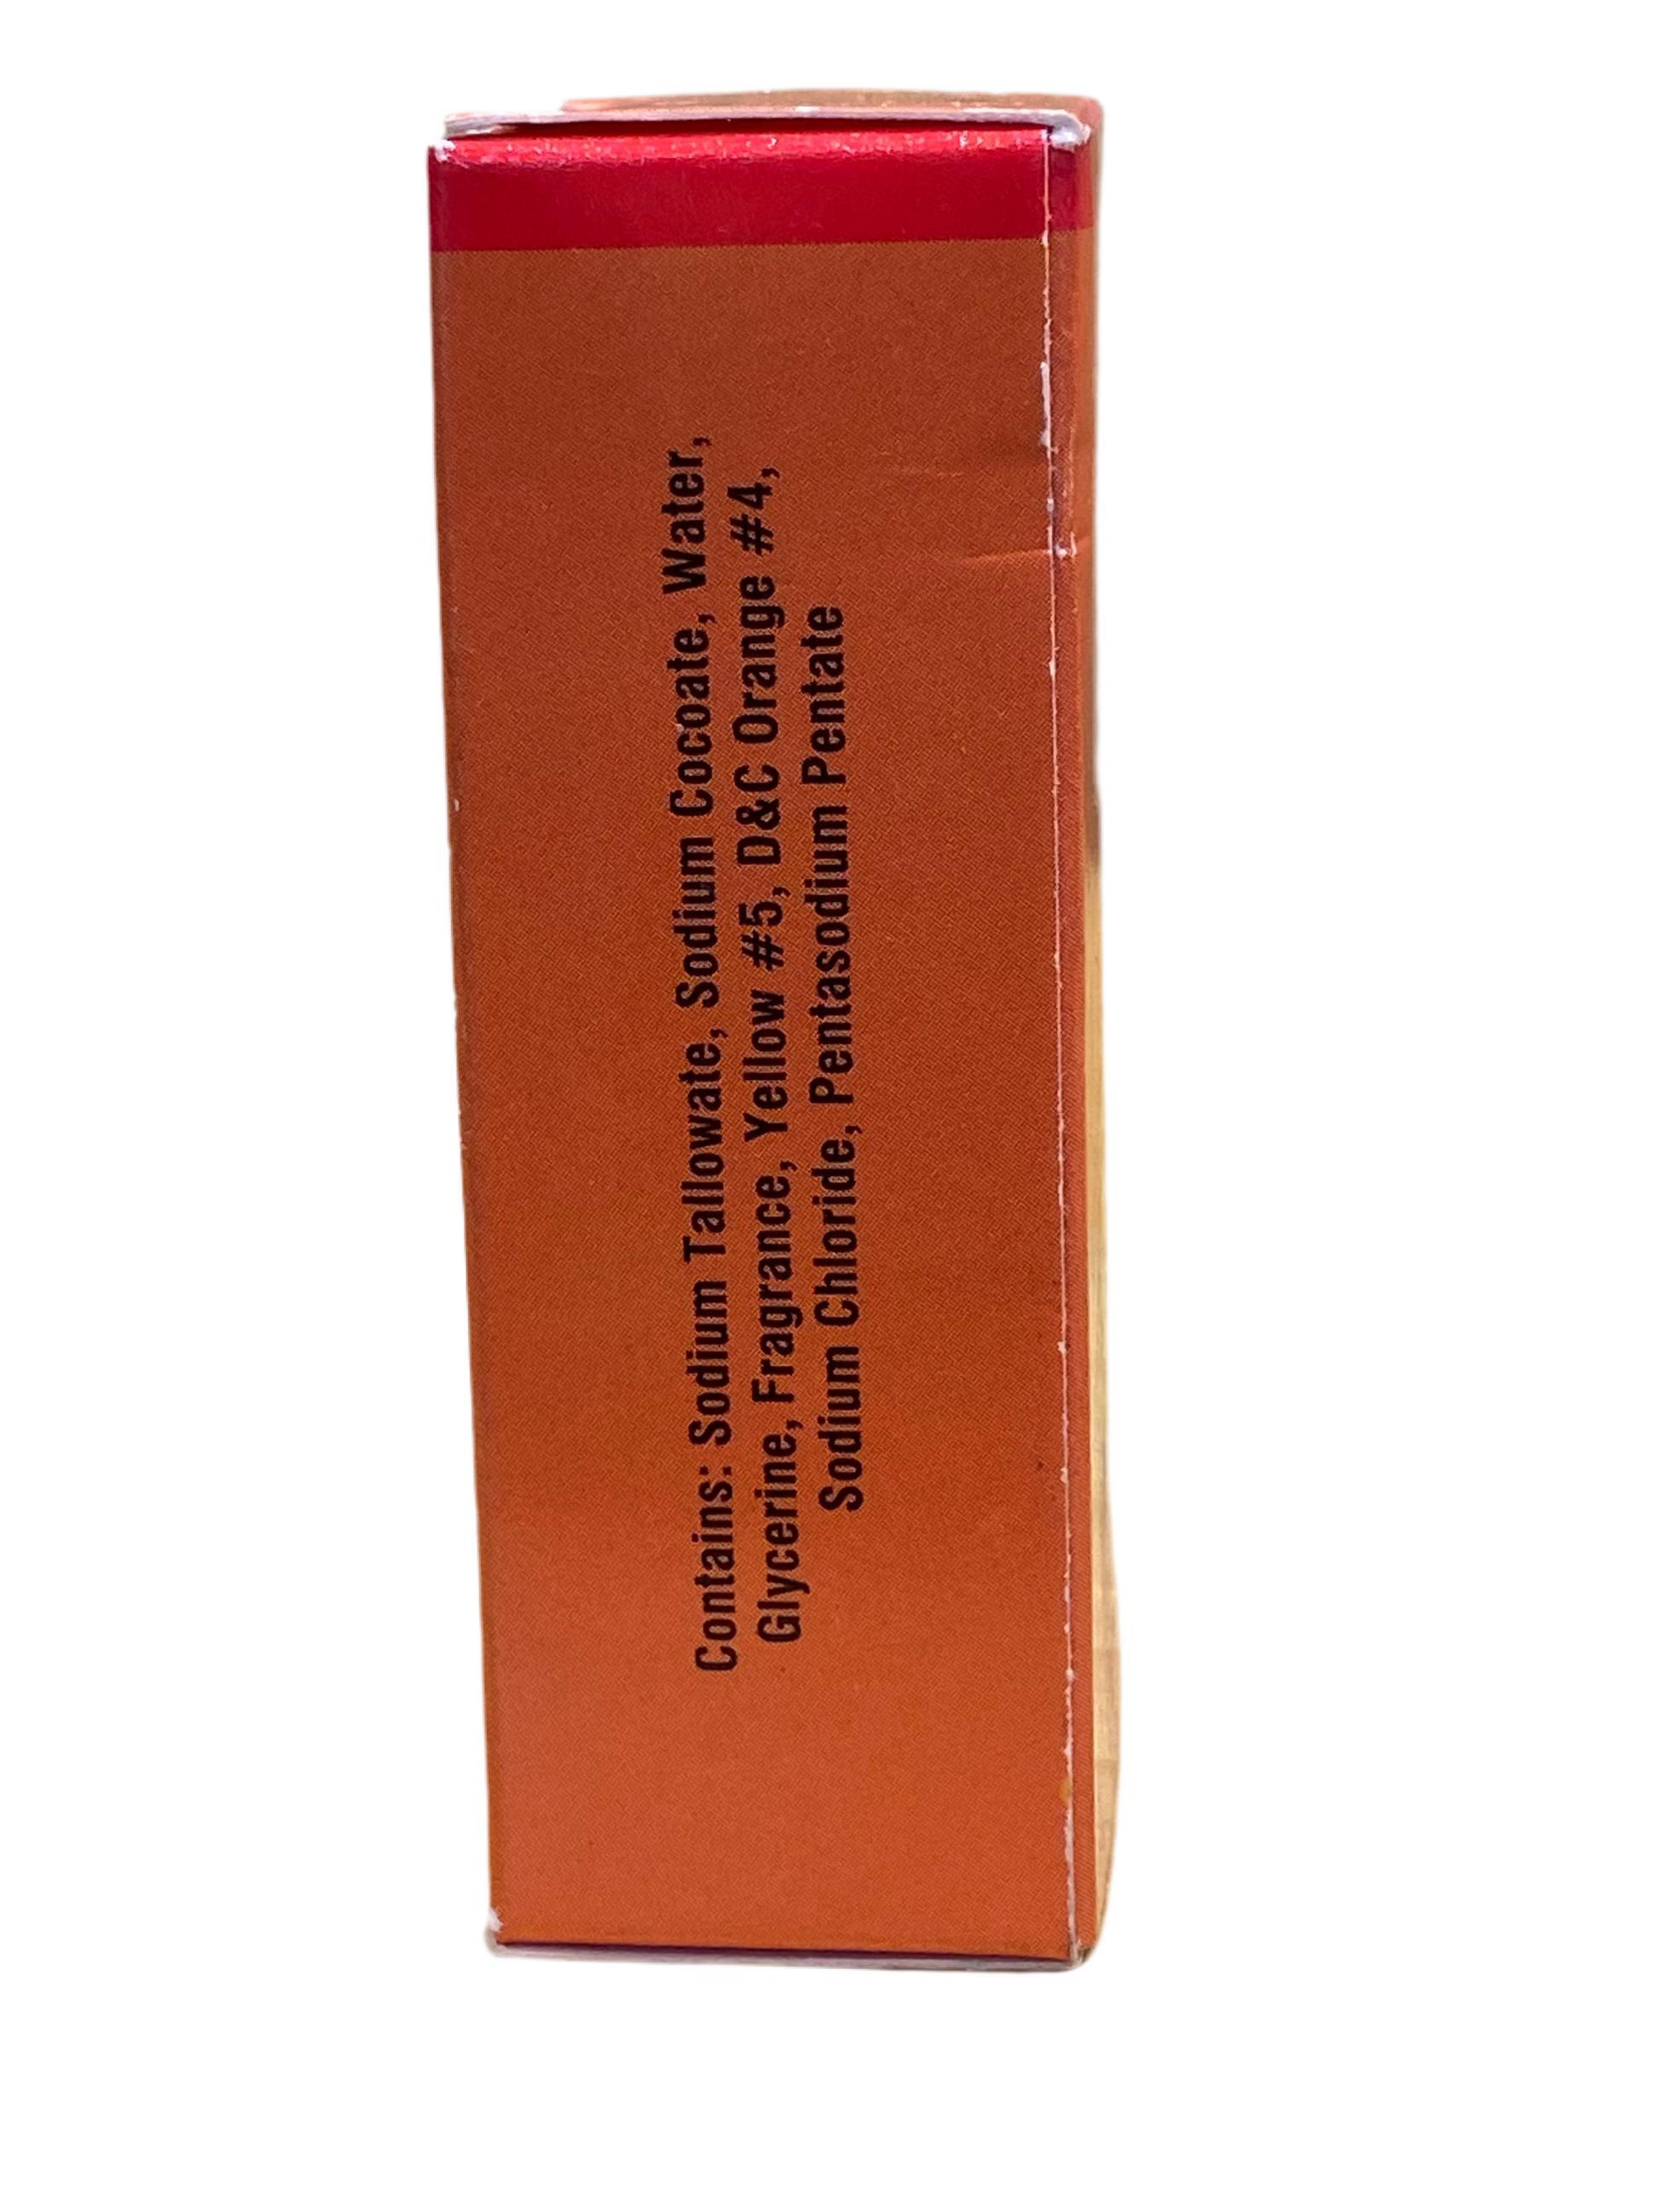 Contains: Sodium Tallowate, Sodium Cocoate, Water,
Glycerine, Fragrance, Yellow #5, D&C Orange #4,
Sodium Chloride, Pentasodium Pentate